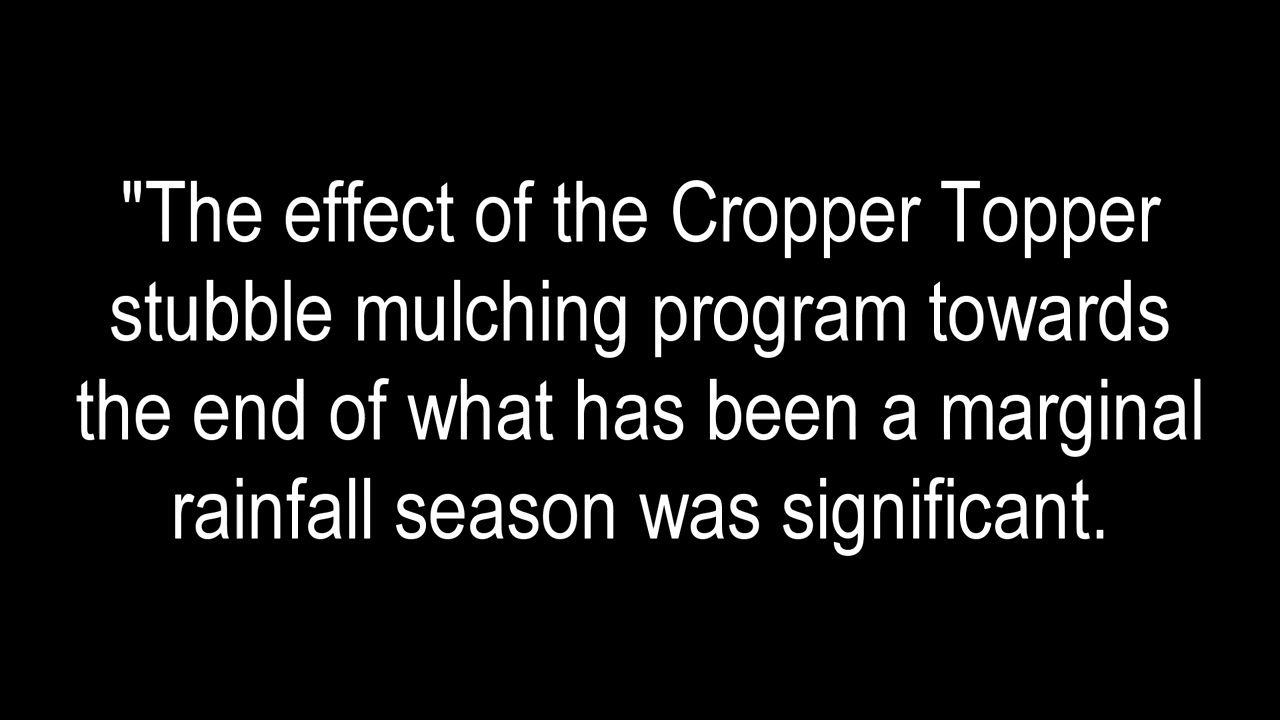 "The effect of the Cropper Topper
stubble mulching program towards
the end of what has been a marginal
rainfall season was significant.